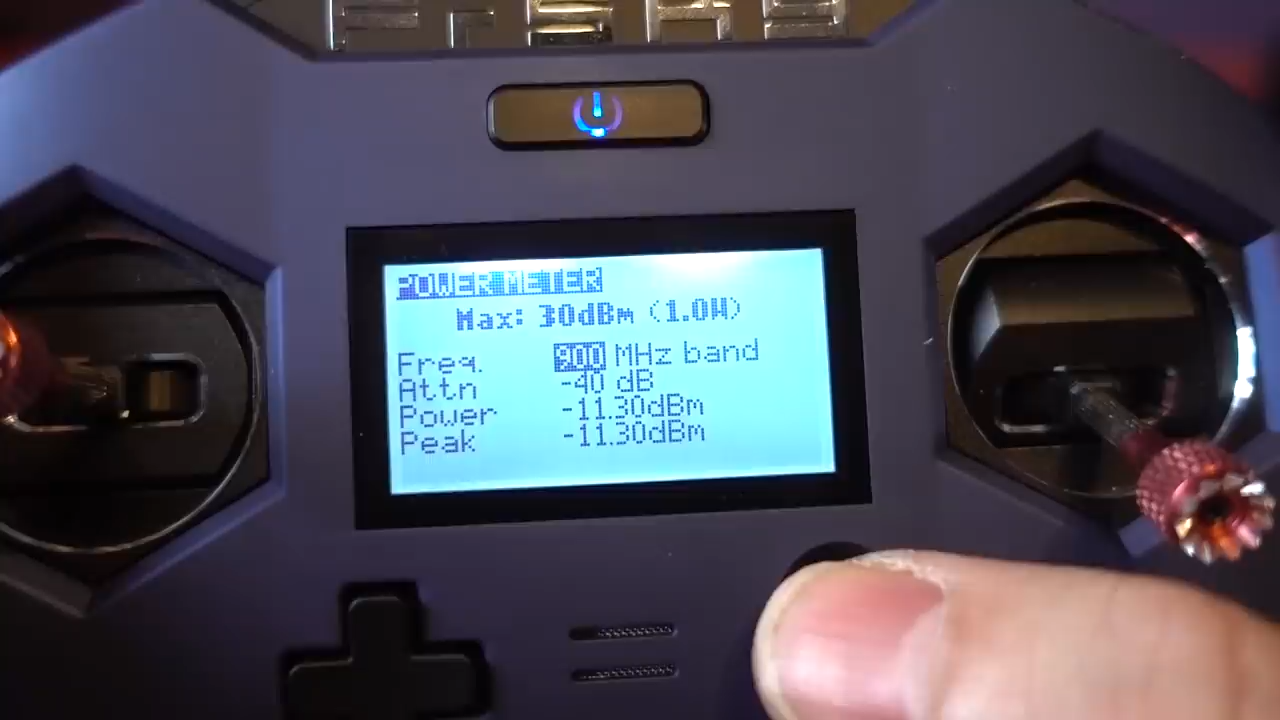 POWER METER
Max: 30dBm (1.0W)
Freq. 900 MHz band
Attn -40 dB
Power -11.30dBm
Peak -11.30dBm